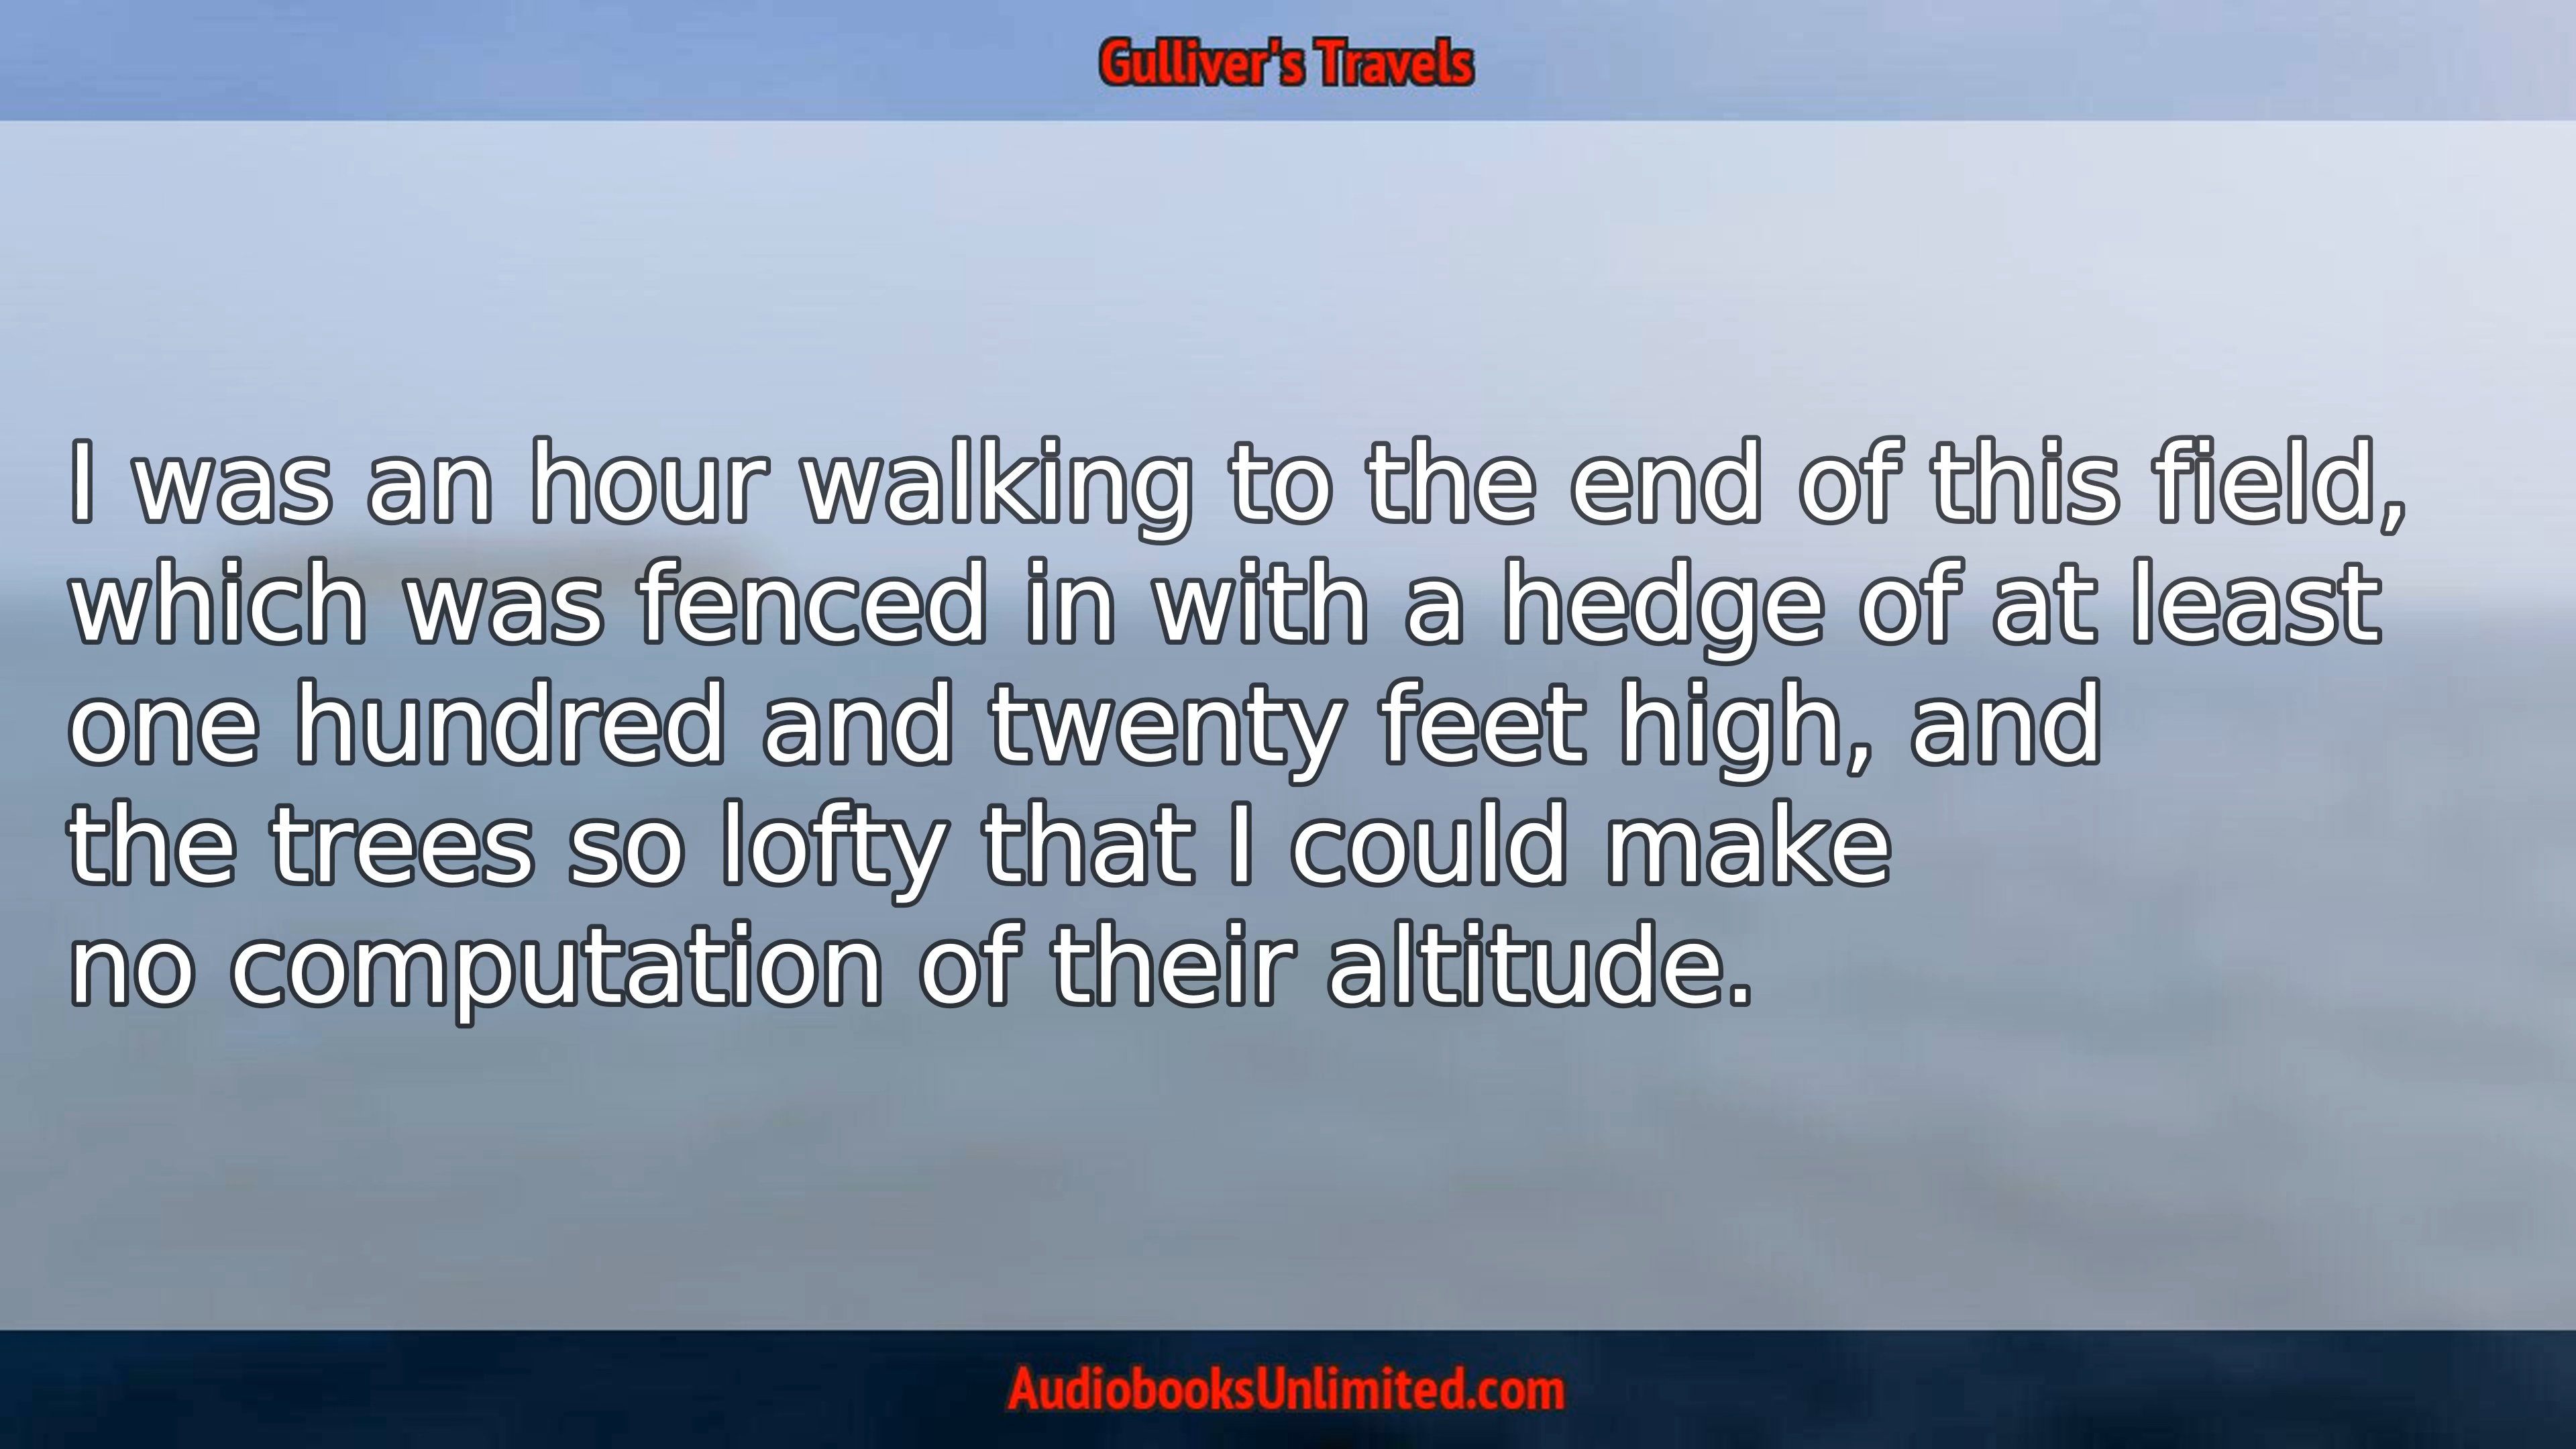 Gulliver's Travels
I was an hour walking to the end of this field,
which was fenced in with a hedge of at least
one hundred and twenty feet high, and
the trees so lofty that I could make
no computation of their altitude.
AudiobooksUnlimited.com